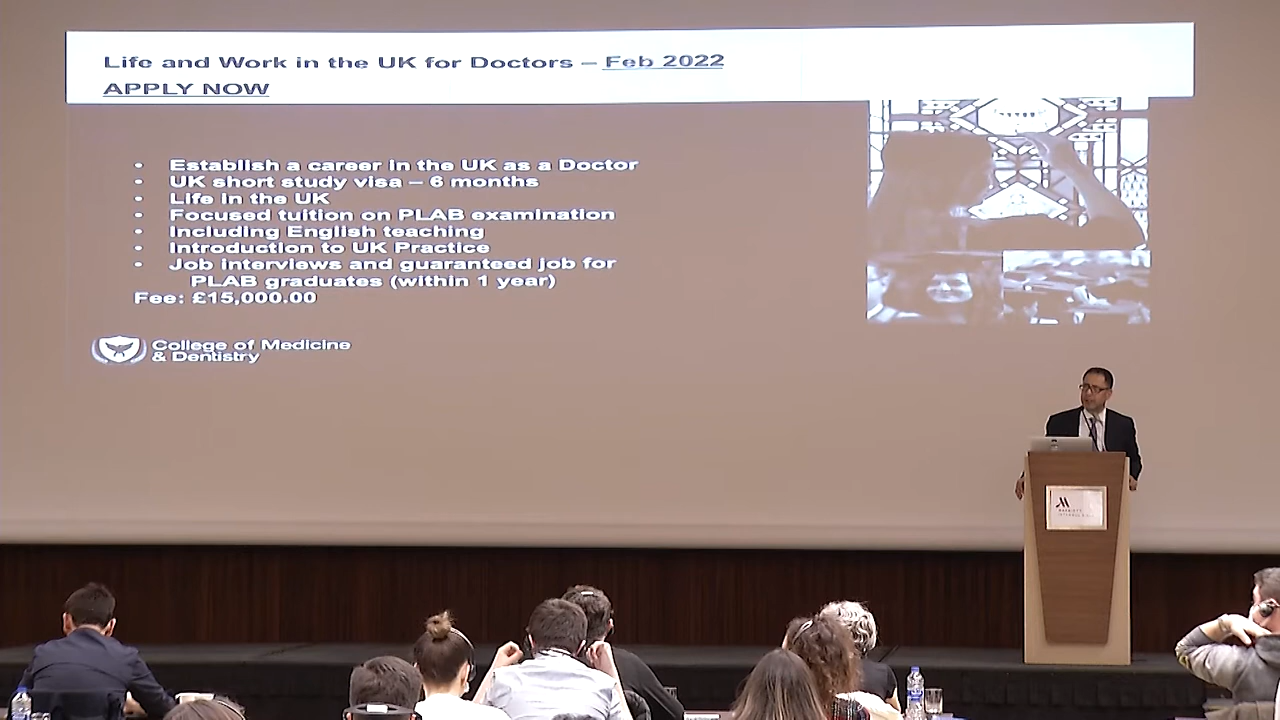 Life and Work in the UK for Doctors – Feb 2022
APPLY NOW
• Establish a career in the UK as a Doctor
• UK short study visa – 6 months
• Life in the UK
• Focused tuition on PLAB examination
• Including English teaching
• Introduction to UK Practice
• Job interviews and guaranteed job for
PLAB graduates (within 1 year)
Fee: £15,000.00
College of Medicine
& Dentistry